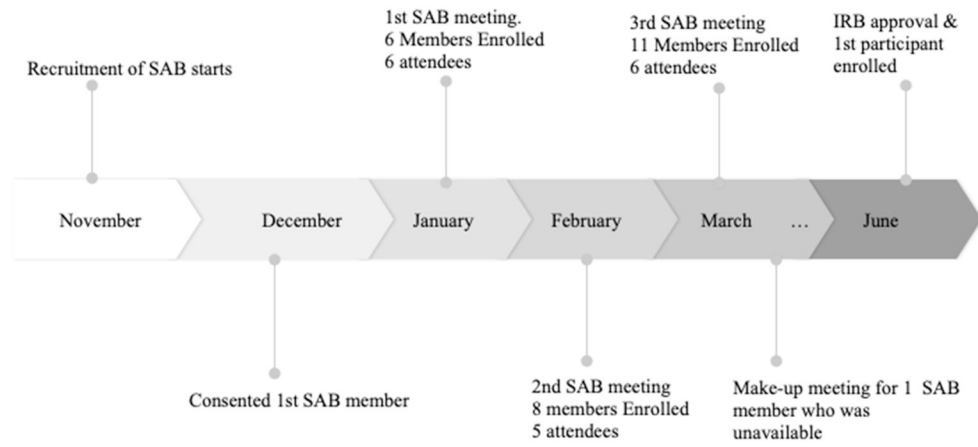 1st SAB meeting.
6 Members Enrolled
6 attendees
3rd SAB meeting
11 Members Enrolled
6 attendees
IRB approval &
1st participant
enrolled
Recruitment of SAB starts
November
December
January
February
March
...
June
Consented 1st SAB member
2nd SAB meeting
8 members Enrolled
5 attendees
Make-up meeting for 1 SAB
member who was
unavailable